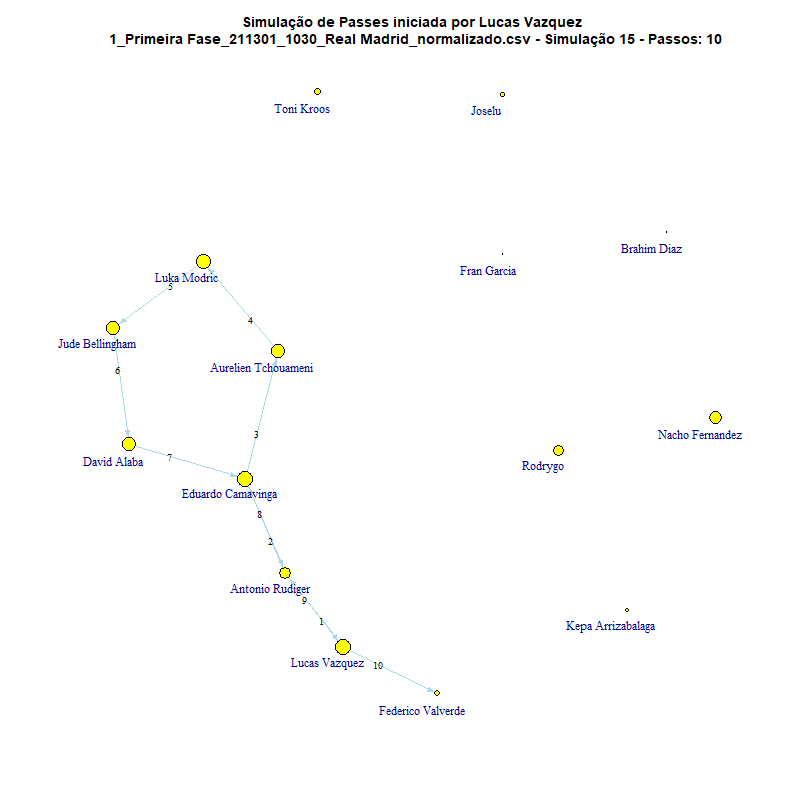 Simulação de Passes iniciada por Lucas Vazquez
1_Primeira Fase_211301_1030_Real Madrid_normalizado.csv - Simulação 15 - Passos: 10
Toni Kroos
Joselu
Brahim Diaz
Fran Garcia
Luka Modric
5
4
Jude Bellingham
Aurelien Tchouameni
6
3
Nacho Fernandez
7
David Alaba
Rodrygo
Eduardo Camavinga
8
2
Antonio Rudiger
9
1
Kepa Arrizabalaga
Lucas Vazquez
10
Federico Valverde